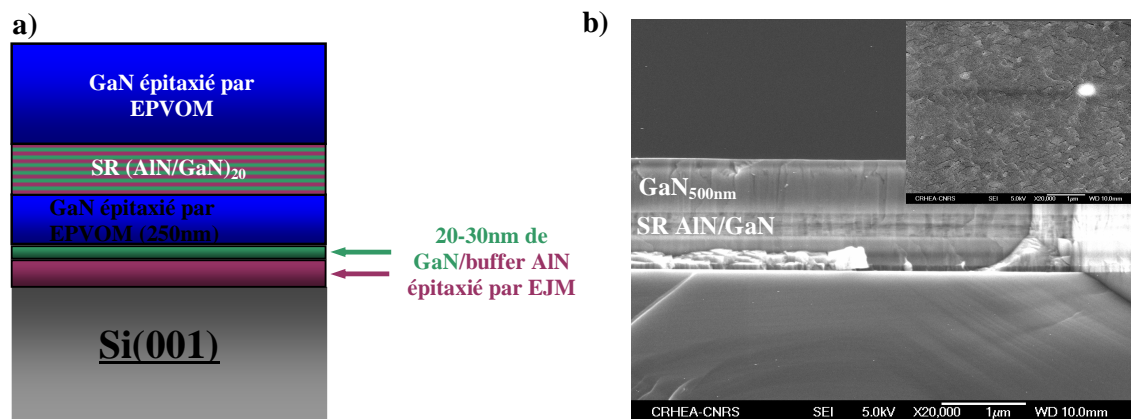 a)
GaN épitaxié par
EPVOM
SR (AlN/GaN)20
GaN épitaxié par
EPVOM (250nm)
20-30nm de
GaN/buffer AlN
épitaxié par EJM
Si(001)
b)
CRHEA-CNRS SEI 5.0kV X20,000 1µm WD 10.0mm
GaN500nm
SR AlN/GaN
CRHEA-CNRS SEI 5.0kV X20,000 1µm WD 10.0mm